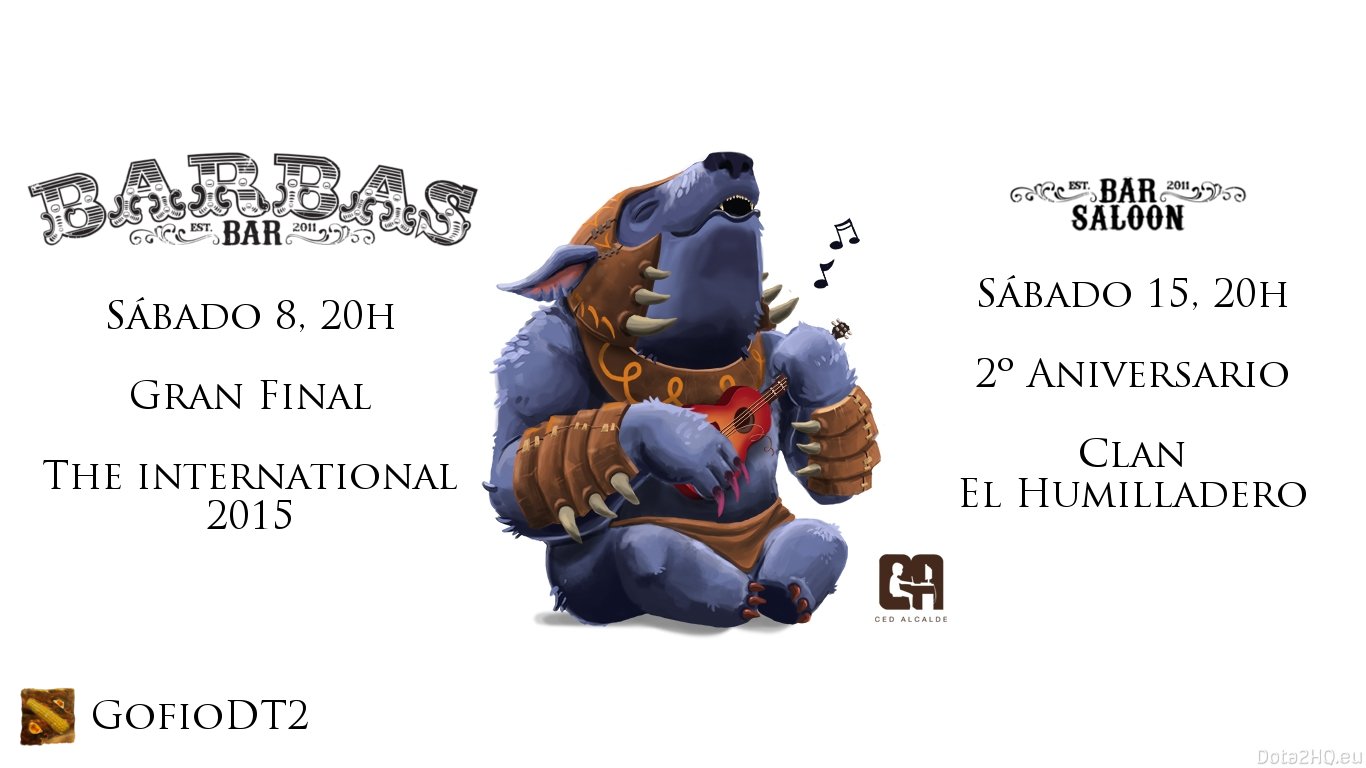 BARBAS
EST. BAR 2011
SÁBADO 8, 20H
GRAN FINAL
THE INTERNATIONAL
2015
EST. BAR 2011
SALOON
SÁBADO 15, 20H
2º ANIVERSARIO
CLAN
EL HUMILLADERO
CA
CED ALCALDE
GOFIODT2
Dota2HQ.eu